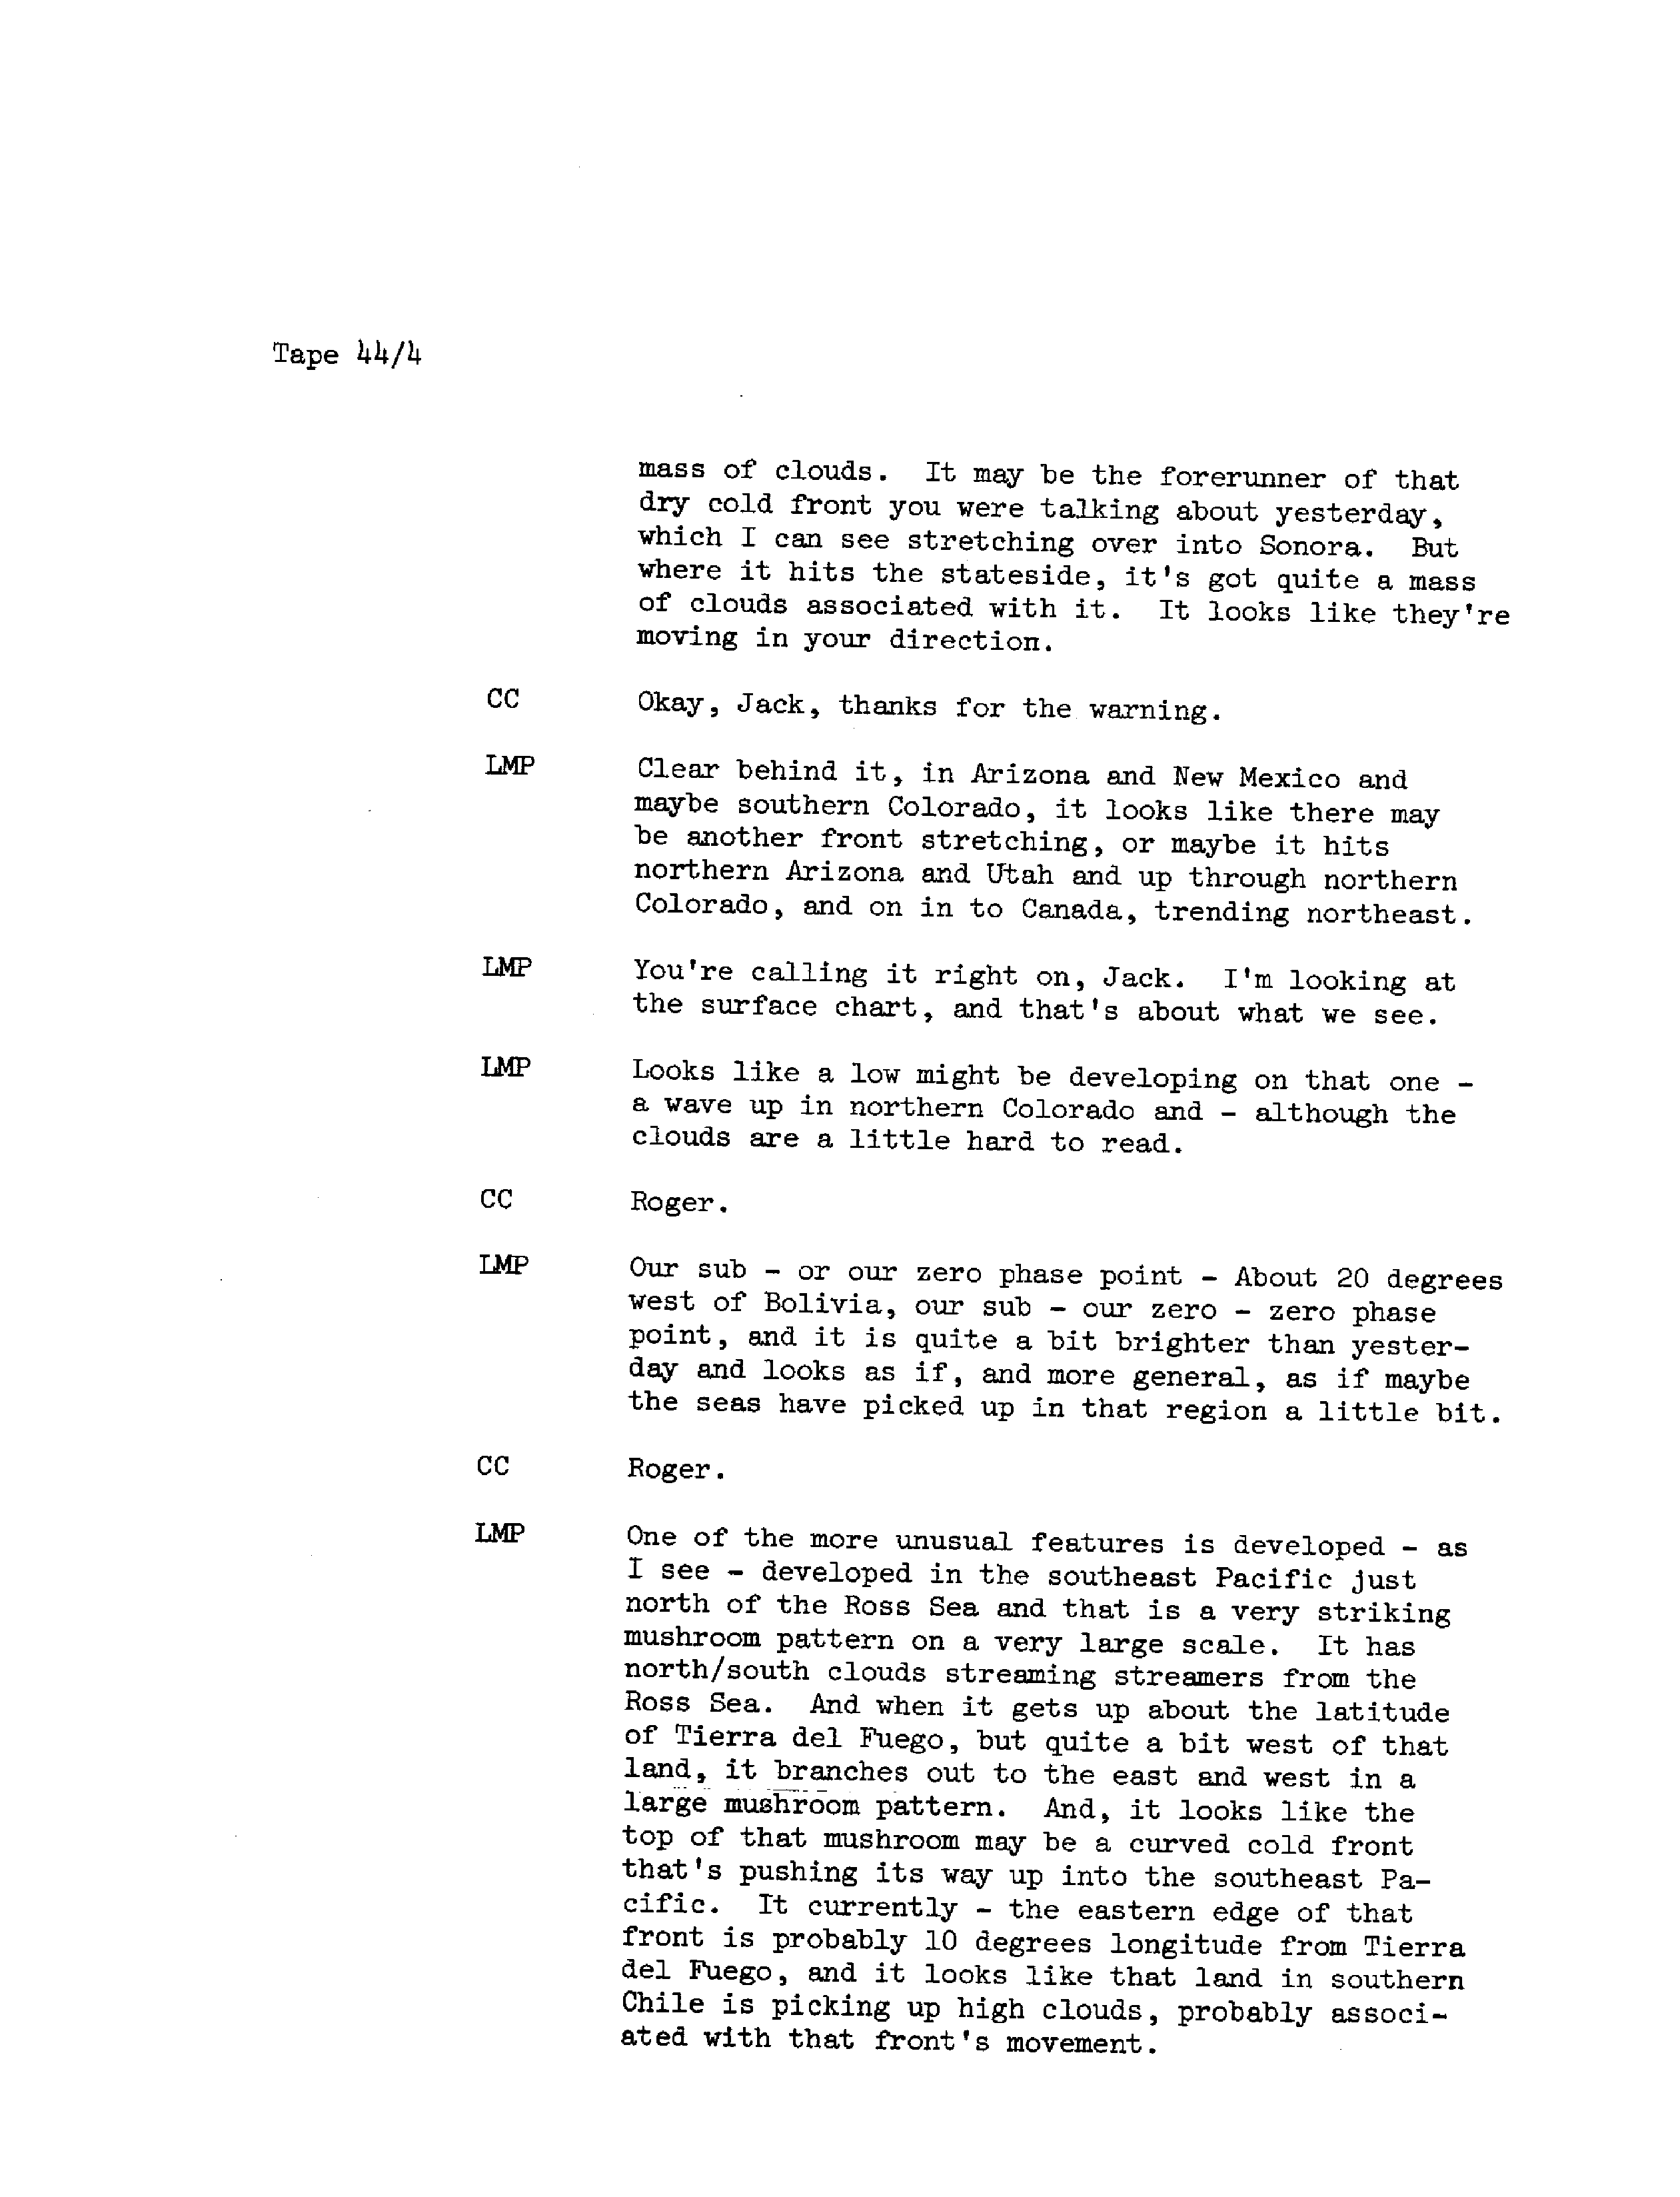 Tape 44/4
mass of clouds. It may be the forerunner of that
dry cold front you were talking about yesterday,
which I can see stretching over into Sonora. But
where it hits the stateside, it's got quite a mass
of clouds associated with it. It looks like they're
moving in your direction.
CC Okay, Jack, thanks for the warning.
LMP Clear behind it, in Arizona and New Mexico and
maybe southern Colorado, it looks like there may
be another front stretching, or maybe it hits
northern Arizona and Utah and up through northern
Colorado, and on in to Canada, trending northeast.
LMP You're calling it right on, Jack. I'm looking at
the surface chart, and that's about what we see.
LMP Looks like a low might be developing on that one -
a wave up in northern Colorado and - although the
clouds are a little hard to read.
CC Roger.
LMP Our sub - or our zero phase point - About 20 degrees
west of Bolivia, our sub - our zero - zero phase
point, and it is quite a bit brighter than yester-
day and looks as if, and more general, as if maybe
the seas have picked up in that region a little bit.
CC Roger.
LMP One of the more unusual features is developed - as
I see - developed in the southeast Pacific just
north of the Ross Sea and that is a very striking
mushroom pattern on a very large scale. It has
north/south clouds streaming streamers from the
Ross Sea. And when it gets up about the latitude
of Tierra del Fuego, but quite a bit west of that
land, it branches out to the east and west in a
large mushroom pattern. And, it looks like the
top of that mushroom may be a curved cold front
that's pushing its way up into the southeast Pa-
cific. It currently - the eastern edge of that
front is probably 10 degrees longitude from Tierra
del Fuego, and it looks like that land in southern
Chile is picking up high clouds, probably associ-
ated with that front's movement.